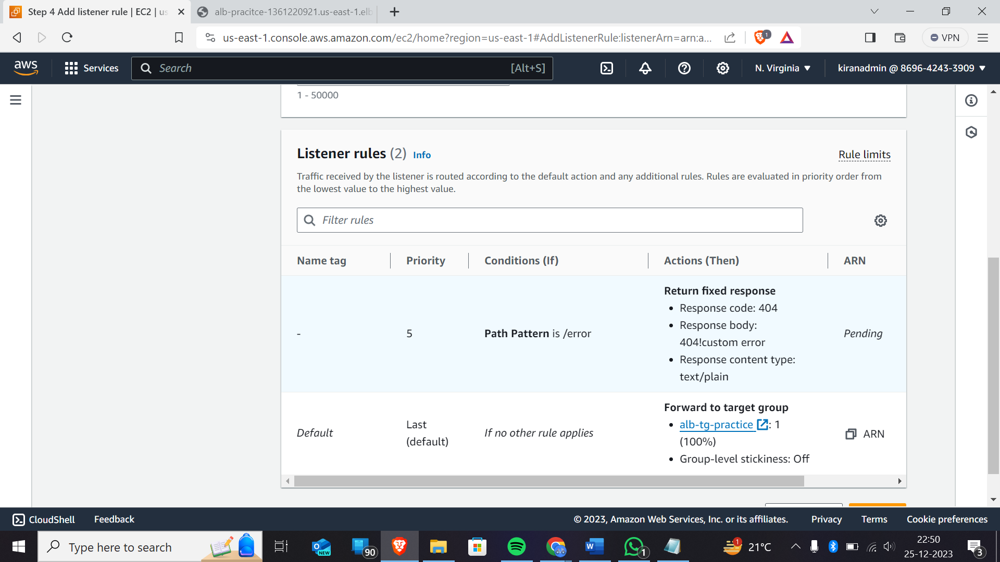 Step 4 Add listener rule | EC2 | us
alb-pracitce-1361220921.us-east-1.elb
us-east-1.console.aws.amazon.com/ec2/home?region=us-east-1#AddListenerRule:listenerArn=arn:a...
1
VPN
aws
Services
Search
[Alt+S]
N. Virginia
kiranadmin @ 8696-4243-3909
1 - 50000
Listener rules (2) Info
Rule limits
Traffic received by the listener is routed according to the default action and any additional rules. Rules are evaluated in priority order from
the lowest value to the highest value.
Filter rules
Name tag
Priority
Conditions (If)
Actions (Then)
ARN
-
5
Path Pattern is /error
Return fixed response
• Response code: 404
• Response body:
404!custom error
• Response content type:
text/plain
Pending
Default
Last
(default)
If no other rule applies
Forward to target group
• alb-tg-practice : 1
(100%)
• Group-level stickiness: Off
ARN
CloudShell
Feedback
© 2023, Amazon Web Services, Inc. or its affiliates.
Privacy
Terms
Cookie preferences
Type here to search
NEW
90
W
1
1
21°C
22:50
25-12-2023
3